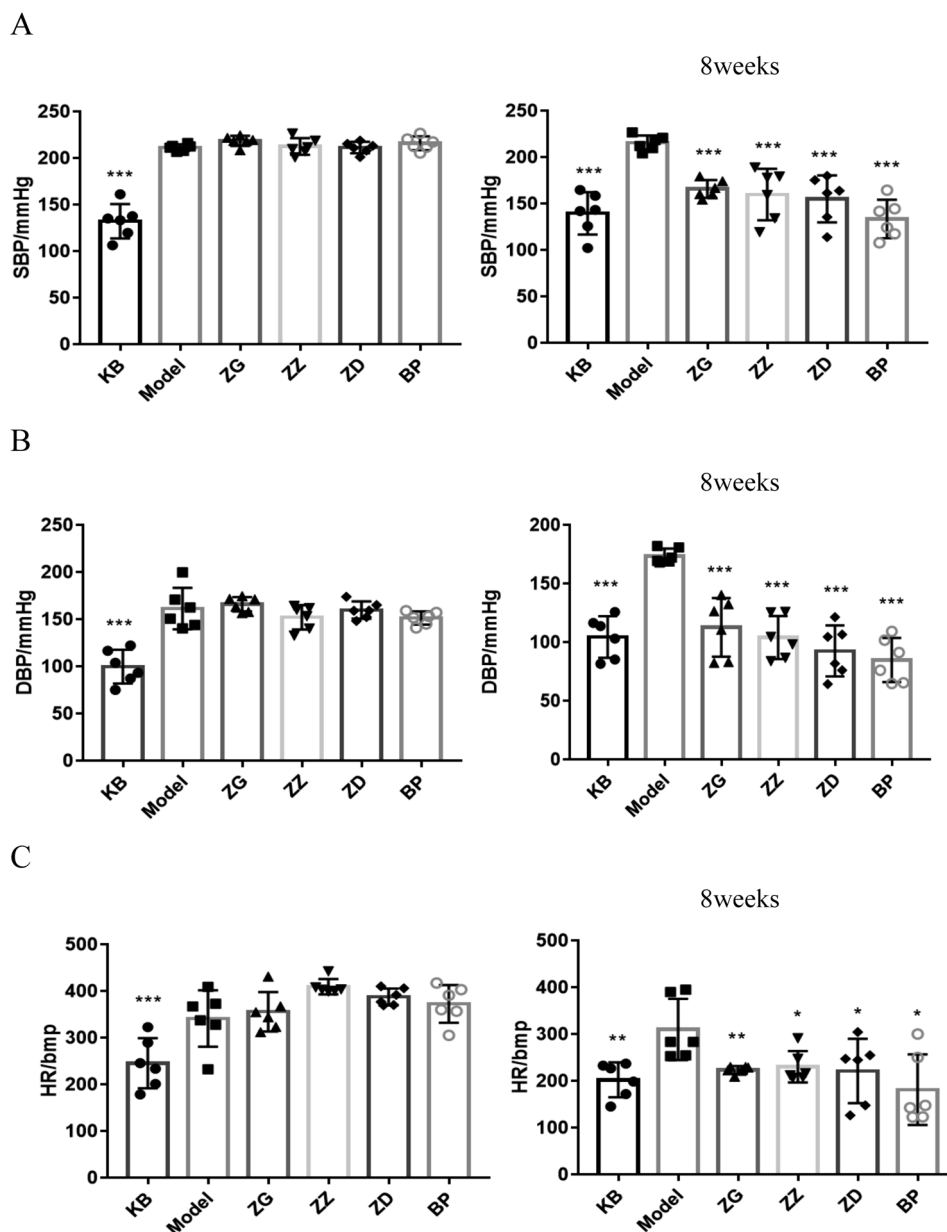 A
8weeks
SBP/mmHg
250
200
150
100
50
0
***
KB
Model
ZG
ZZ
ZD
BP
SBP/mmHg
250
200
150
100
50
0
***
***
***
***
***
KB
Model
ZG
ZZ
ZD
BP
B
8weeks
DBP/mmHg
250
200
150
100
50
0
***
KB
Model
ZG
ZZ
ZD
BP
DBP/mmHg
200
150
100
50
0
***
***
***
***
***
KB
Model
ZG
ZZ
ZD
BP
C
8weeks
HR/bmp
500
400
300
200
100
0
***
KB
Model
ZG
ZZ
ZD
BP
HR/bmp
500
400
300
200
100
0
**
**
*
*
*
KB
Model
ZG
ZZ
ZD
BP